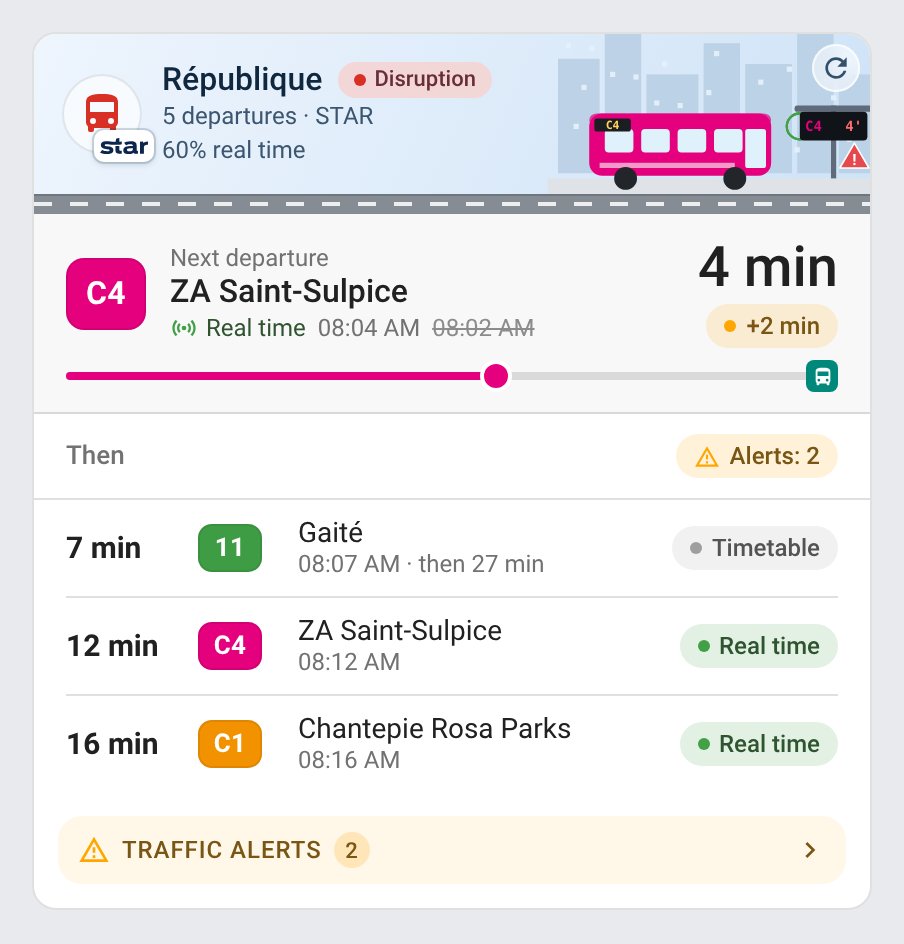 République
Disruption
5 departures · STAR
60% real time
star
C4
C4 4'
!
C4
Next departure
ZA Saint-Sulpice
Real time 08:04 AM 08:02 AM
4 min
+2 min
Then
Alerts: 2
7 min
11
Gaité
08:07 AM · then 27 min
Timetable
12 min
C4
ZA Saint-Sulpice
08:12 AM
Real time
16 min
C1
Chantepie Rosa Parks
08:16 AM
Real time
TRAFFIC ALERTS 2